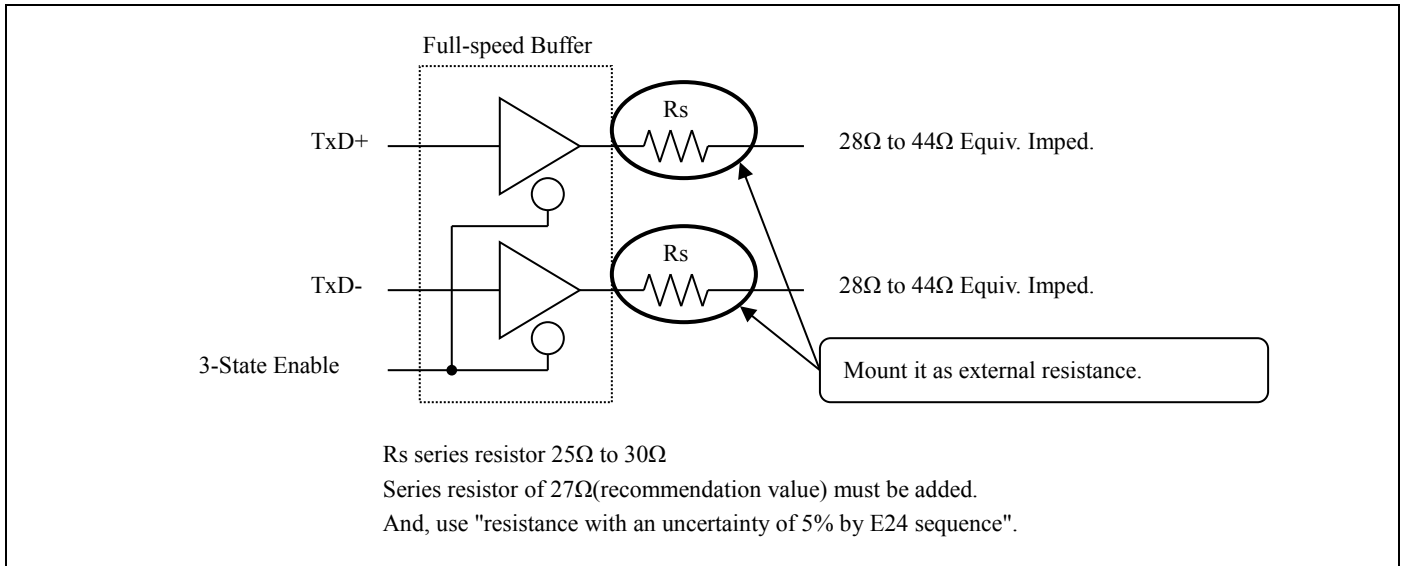 Full-speed Buffer
Rs
TxD+
28Ω to 44Ω Equiv. Imped.
Rs
TxD-
28Ω to 44Ω Equiv. Imped.
3-State Enable
Mount it as external resistance.
Rs series resistor 25Ω to 30Ω
Series resistor of 27Ω(recommendation value) must be added.
And, use "resistance with an uncertainty of 5% by E24 sequence".